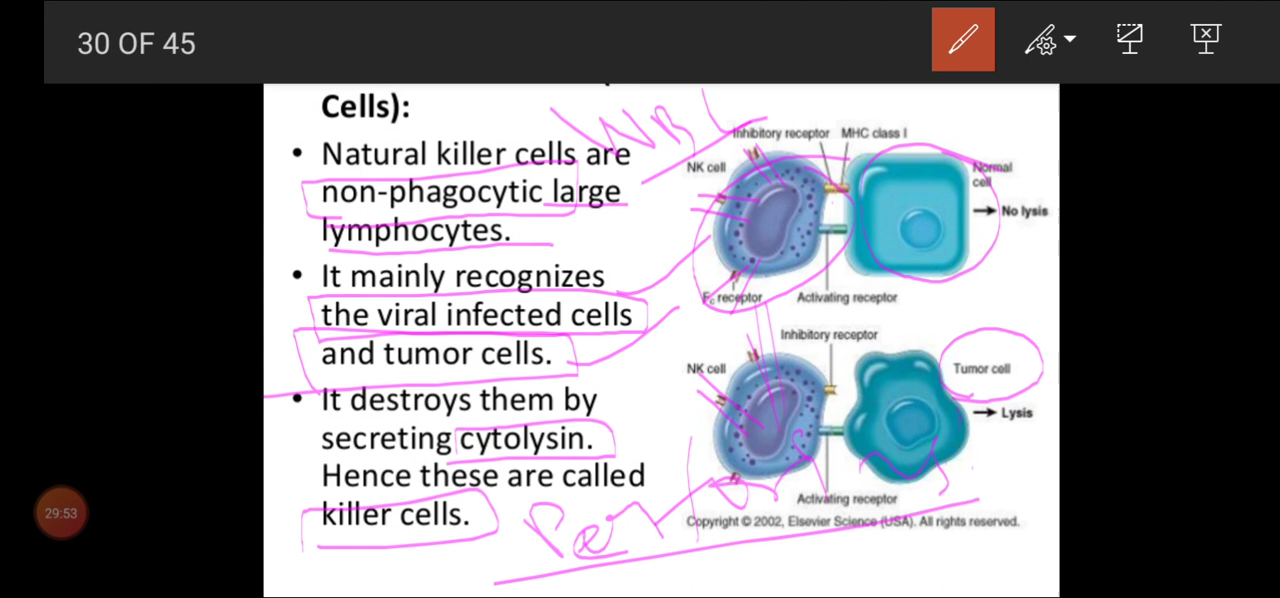 30 OF 45
Cells):
• Natural killer cells are
non-phagocytic large
lymphocytes.
• It mainly recognizes
the viral infected cells
and tumor cells.
• It destroys them by
secreting cytolysin.
Hence these are called
killer cells.
WBC
Inhibitory receptor MHC class I
NK cell
Normal
cell
No lysis
Fc receptor Activating receptor
Inhibitory receptor
NK cell
Tumor cell
Lysis
Activating receptor
Copyright © 2002, Elsevier Science (USA). All rights reserved.
29:53